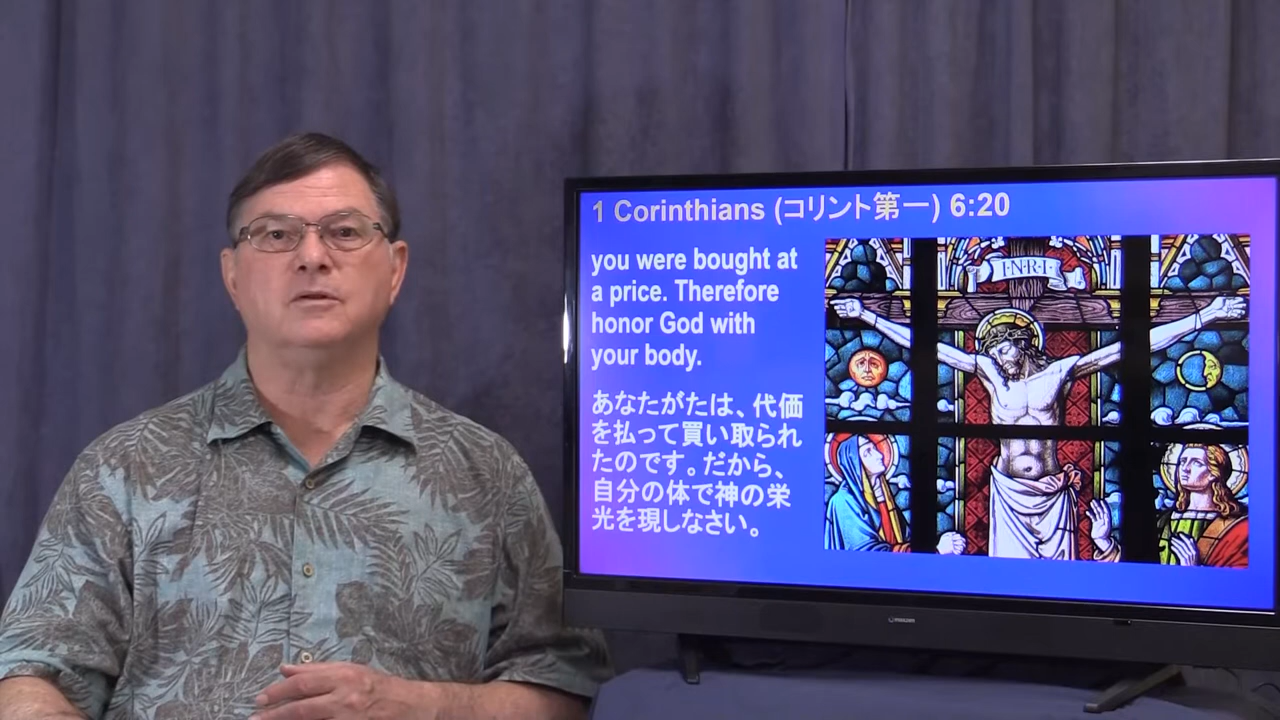 1 Corinthians (コリント第一) 6:20
you were bought at
a price. Therefore
honor God with
your body.
あなたがたは、代価
を払って買い取られ
たのです。だから、
自分の体で神の栄
光を現しなさい。
I·N·R·I·